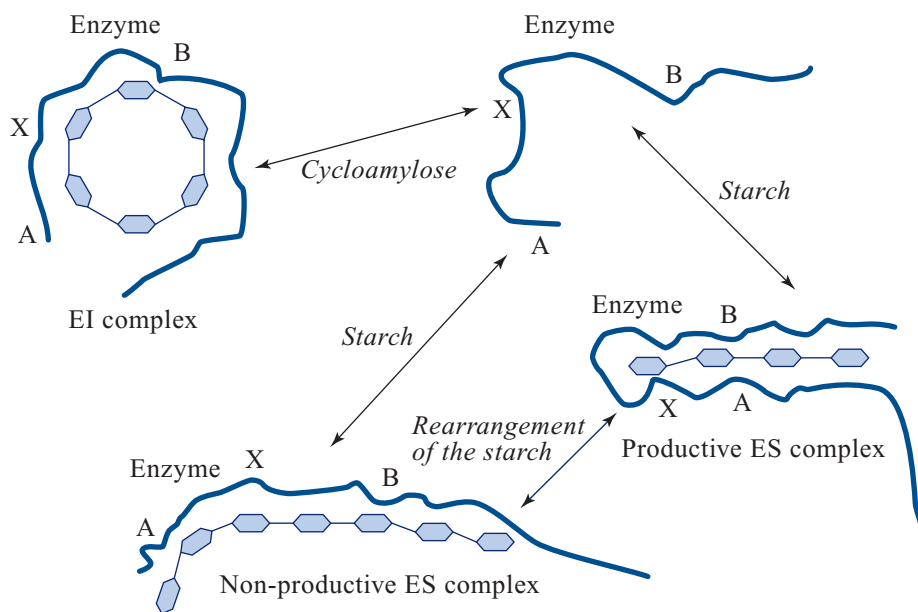 Enzyme
B
X
A
EI complex
Cycloamylose
Enzyme
B
X
A
Starch
Starch
Enzyme
B
X
A
Productive ES complex
Rearrangement
of the starch
Enzyme
X
B
A
Non-productive ES complex